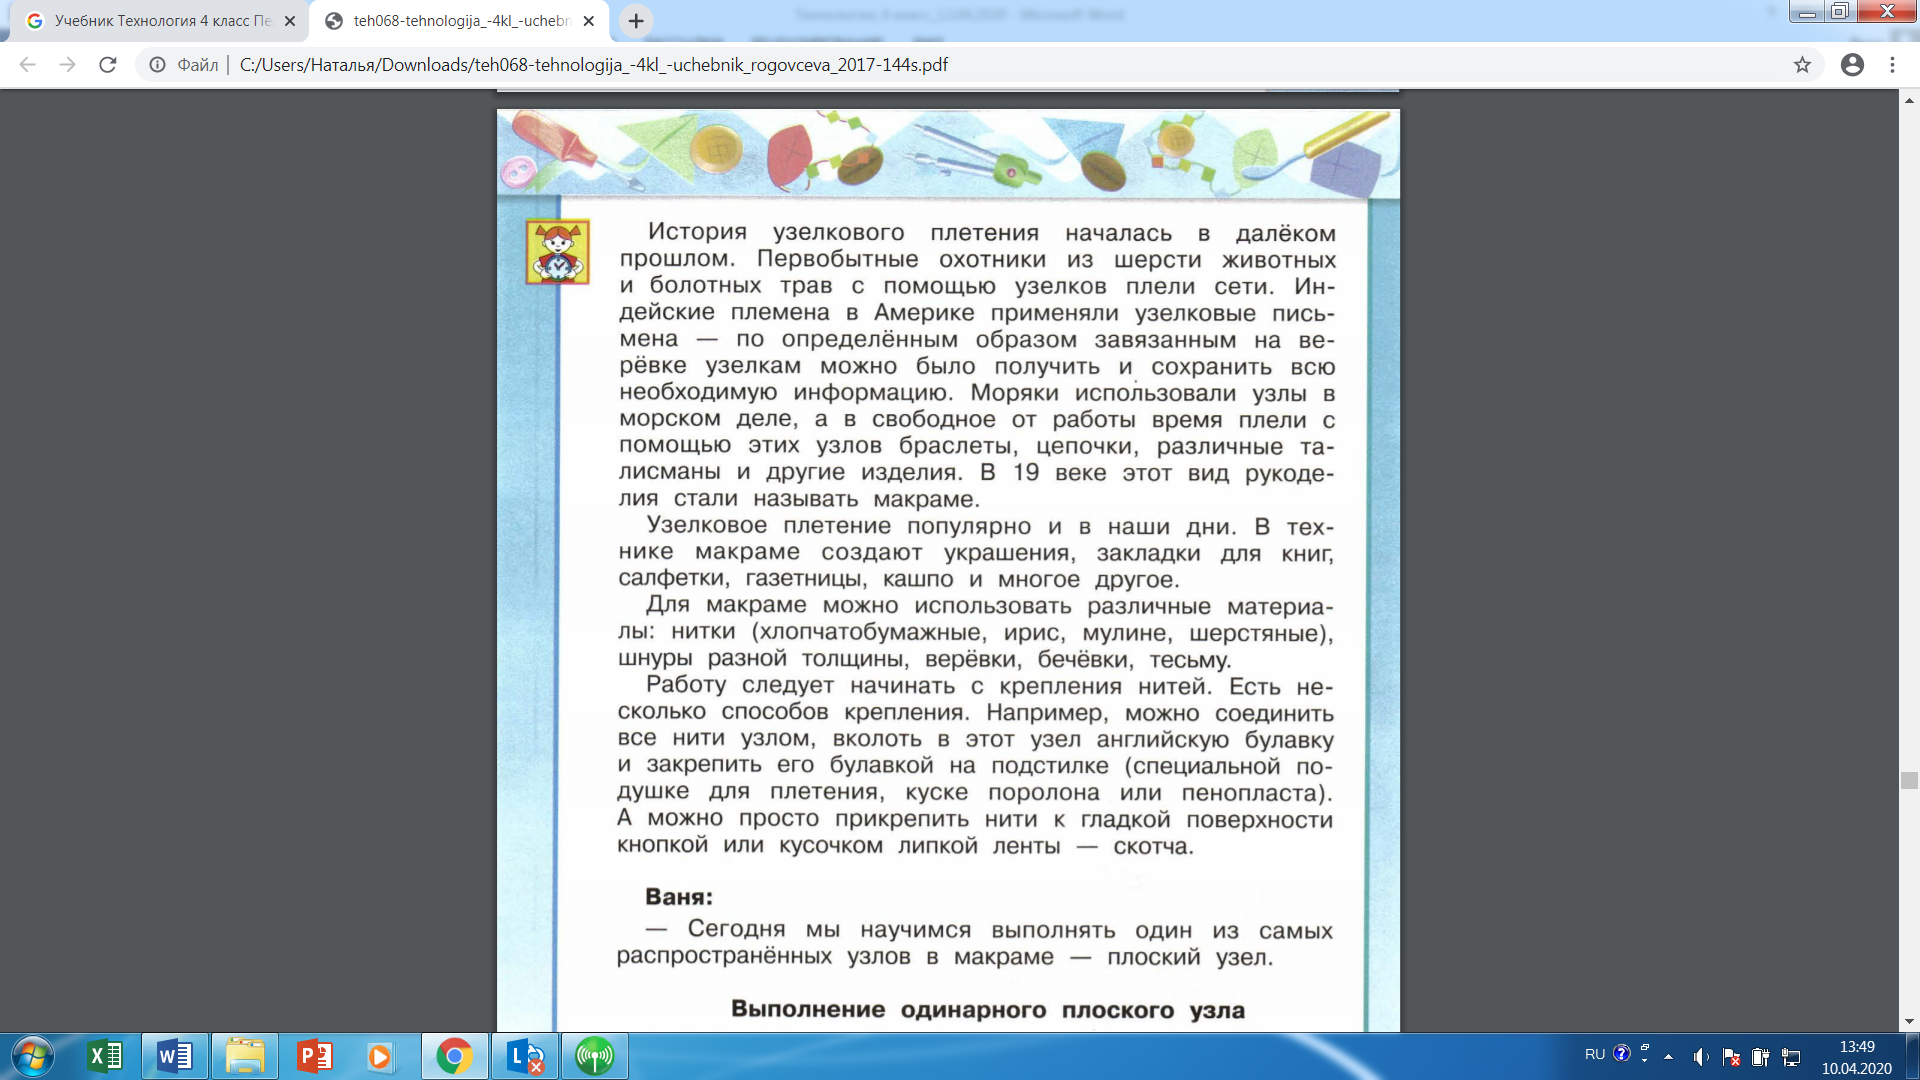 Учебник Технология 4 класс Пе
teh068-tehnologija_-4kl_-uchebn
Технология_4 класс_13.04.2020 - Microsoft Word
Файл
C:/Users/Наталья/Downloads/teh068-tehnologija_-4kl_-uchebnik_rogovceva_2017-144s.pdf
История узелкового плетения началась в далёком
прошлом. Первобытные охотники из шерсти животных
и болотных трав с помощью узелков плели сети. Ин-
дейские племена в Америке применяли узелковые пись-
мена — по определённым образом завязанным на ве-
рёвке узелкам можно было получить и сохранить всю
необходимую информацию. Моряки использовали узлы в
морском деле, а в свободное от работы время плели с
помощью этих узлов браслеты, цепочки, различные та-
лисманы и другие изделия. В 19 веке этот вид рукоде-
лия стали называть макраме.
Узелковое плетение популярно и в наши дни. В тех-
нике макраме создают украшения, закладки для книг,
салфетки, газетницы, кашпо и многое другое.
Для макраме можно использовать различные материа-
лы: нитки (хлопчатобумажные, ирис, мулине, шерстяные),
шнуры разной толщины, верёвки, бечёвки, тесьму.
Работу следует начинать с крепления нитей. Есть не-
сколько способов крепления. Например, можно соединить
все нити узлом, вколоть в этот узел английскую булавку
и закрепить его булавкой на подстилке (специальной по-
душке для плетения, куске поролона или пенопласта).
А можно просто прикрепить нити к гладкой поверхности
кнопкой или кусочком липкой ленты — скотча.
Ваня:
— Сегодня мы научимся выполнять один из самых
распространённых узлов в макраме — плоский узел.
Выполнение одинарного плоского узла
RU
13:49
10.04.2020